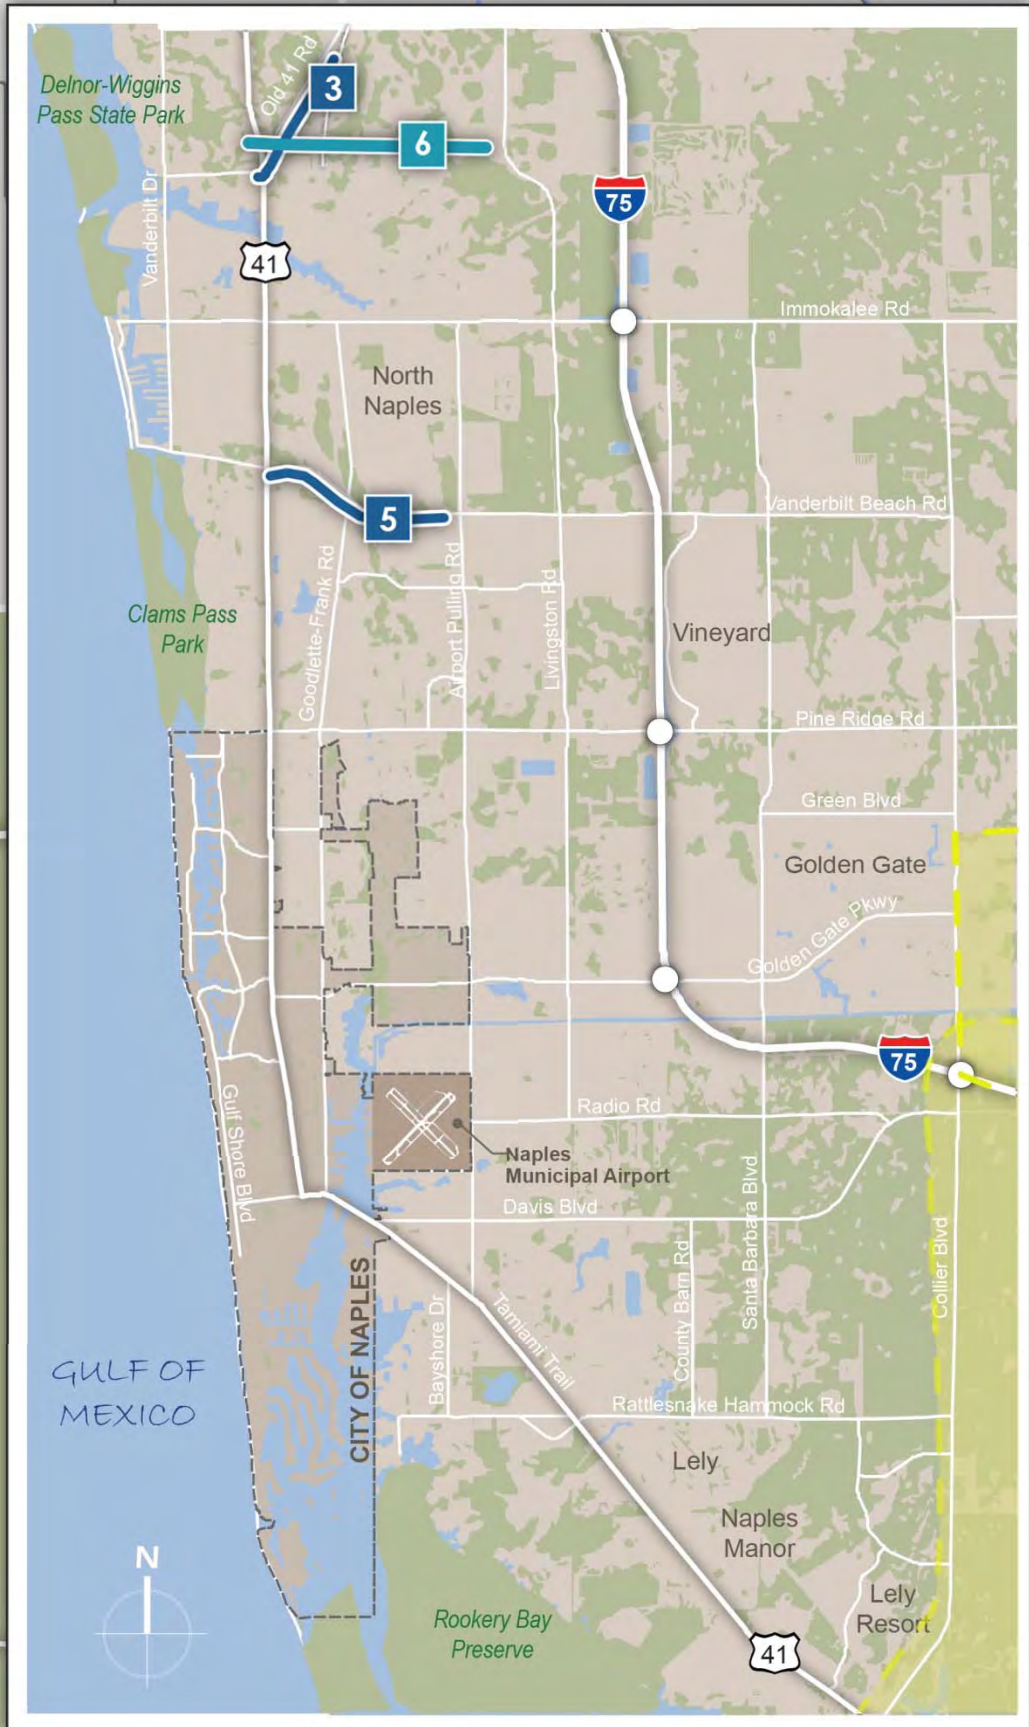 Delnor-Wiggins
Pass State Park
Old 41 Rd
3
6
Vanderbilt Dr
75
41
Immokalee Rd
North
Naples
Vanderbilt Beach Rd
5
Goodlette-Frank Rd
Airport Pulling Rd
Livingston Rd
Clams Pass
Park
Vineyard
Pine Ridge Rd
Green Blvd
Golden Gate
Golden Gate Pkwy
75
Gulf Shore Blvd
Radio Rd
Naples
Municipal Airport
Davis Blvd
Santa Barbara Blvd
County Barn Rd
Collier Blvd
CITY OF NAPLES
Bayshore Dr
Tamiami Trail
GULF OF
MEXICO
Rattlesnake Hammock Rd
Lely
Naples
Manor
N
Lely
Resort
Rookery Bay
Preserve
41